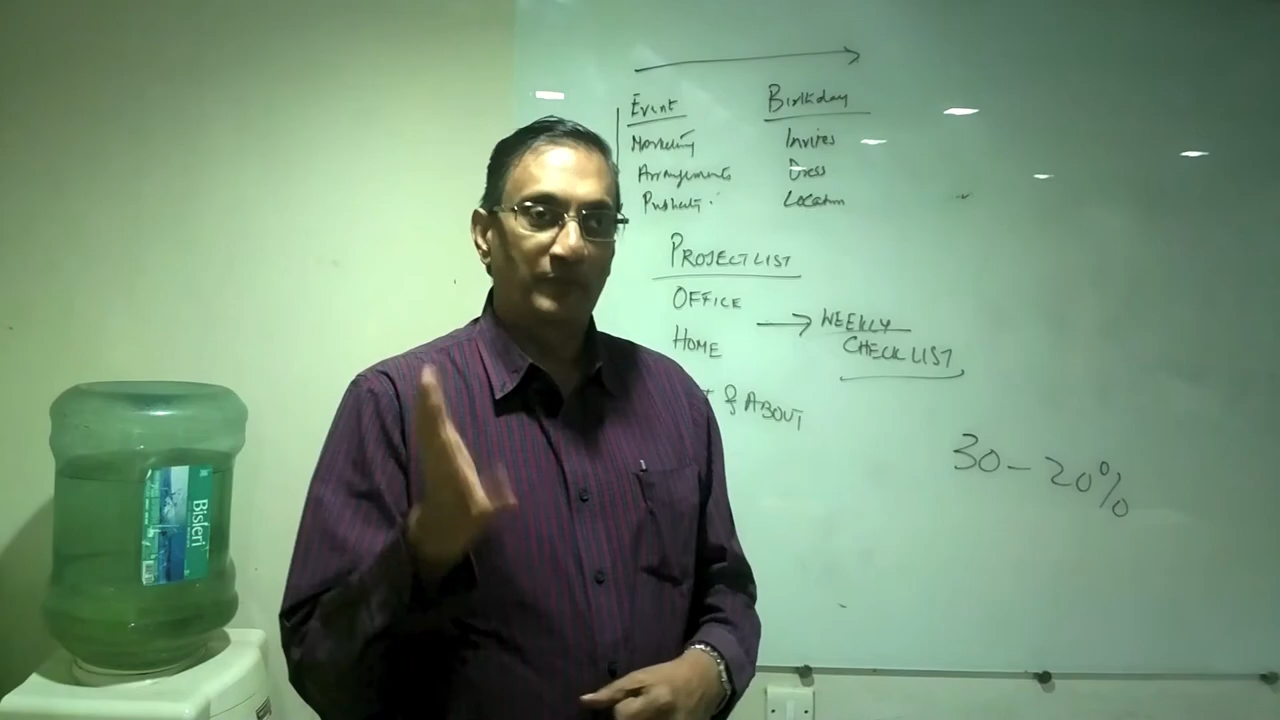 Event Birthday
Marketing Invites
Arrangements Dress
Publicity Location
PROJECT LIST
OFFICE
HOME
WEEKLY
CHECKLIST
& ABOUT
30-20%
Bisleri